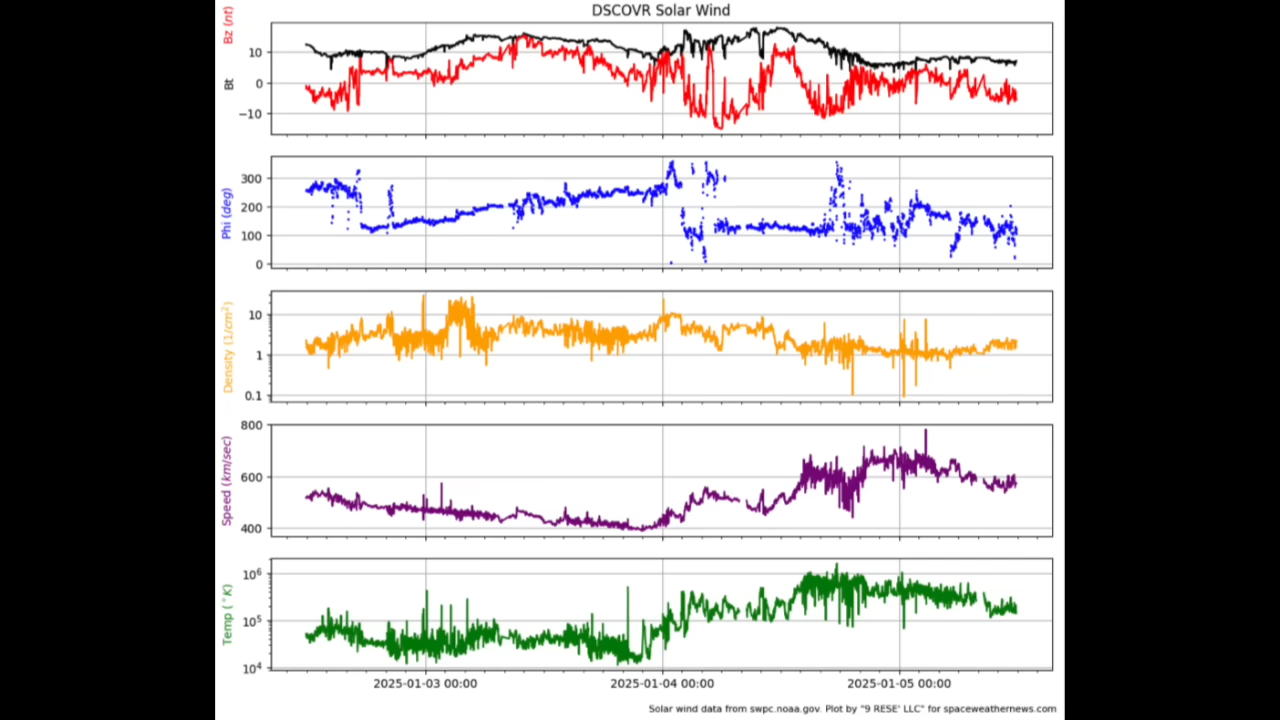 DSCOVR Solar Wind
Bz (nt)
Bt
10
0
−10
Phi (deg)
300
200
100
0
Density (1/cm²)
10
1
0.1
Speed (km/sec)
800
600
400
Temp (°K)
10⁶
10⁵
10⁴
2025-01-03 00:00
2025-01-04 00:00
2025-01-05 00:00
Solar wind data from swpc.noaa.gov. Plot by "9 RESE' LLC" for spaceweathernews.com